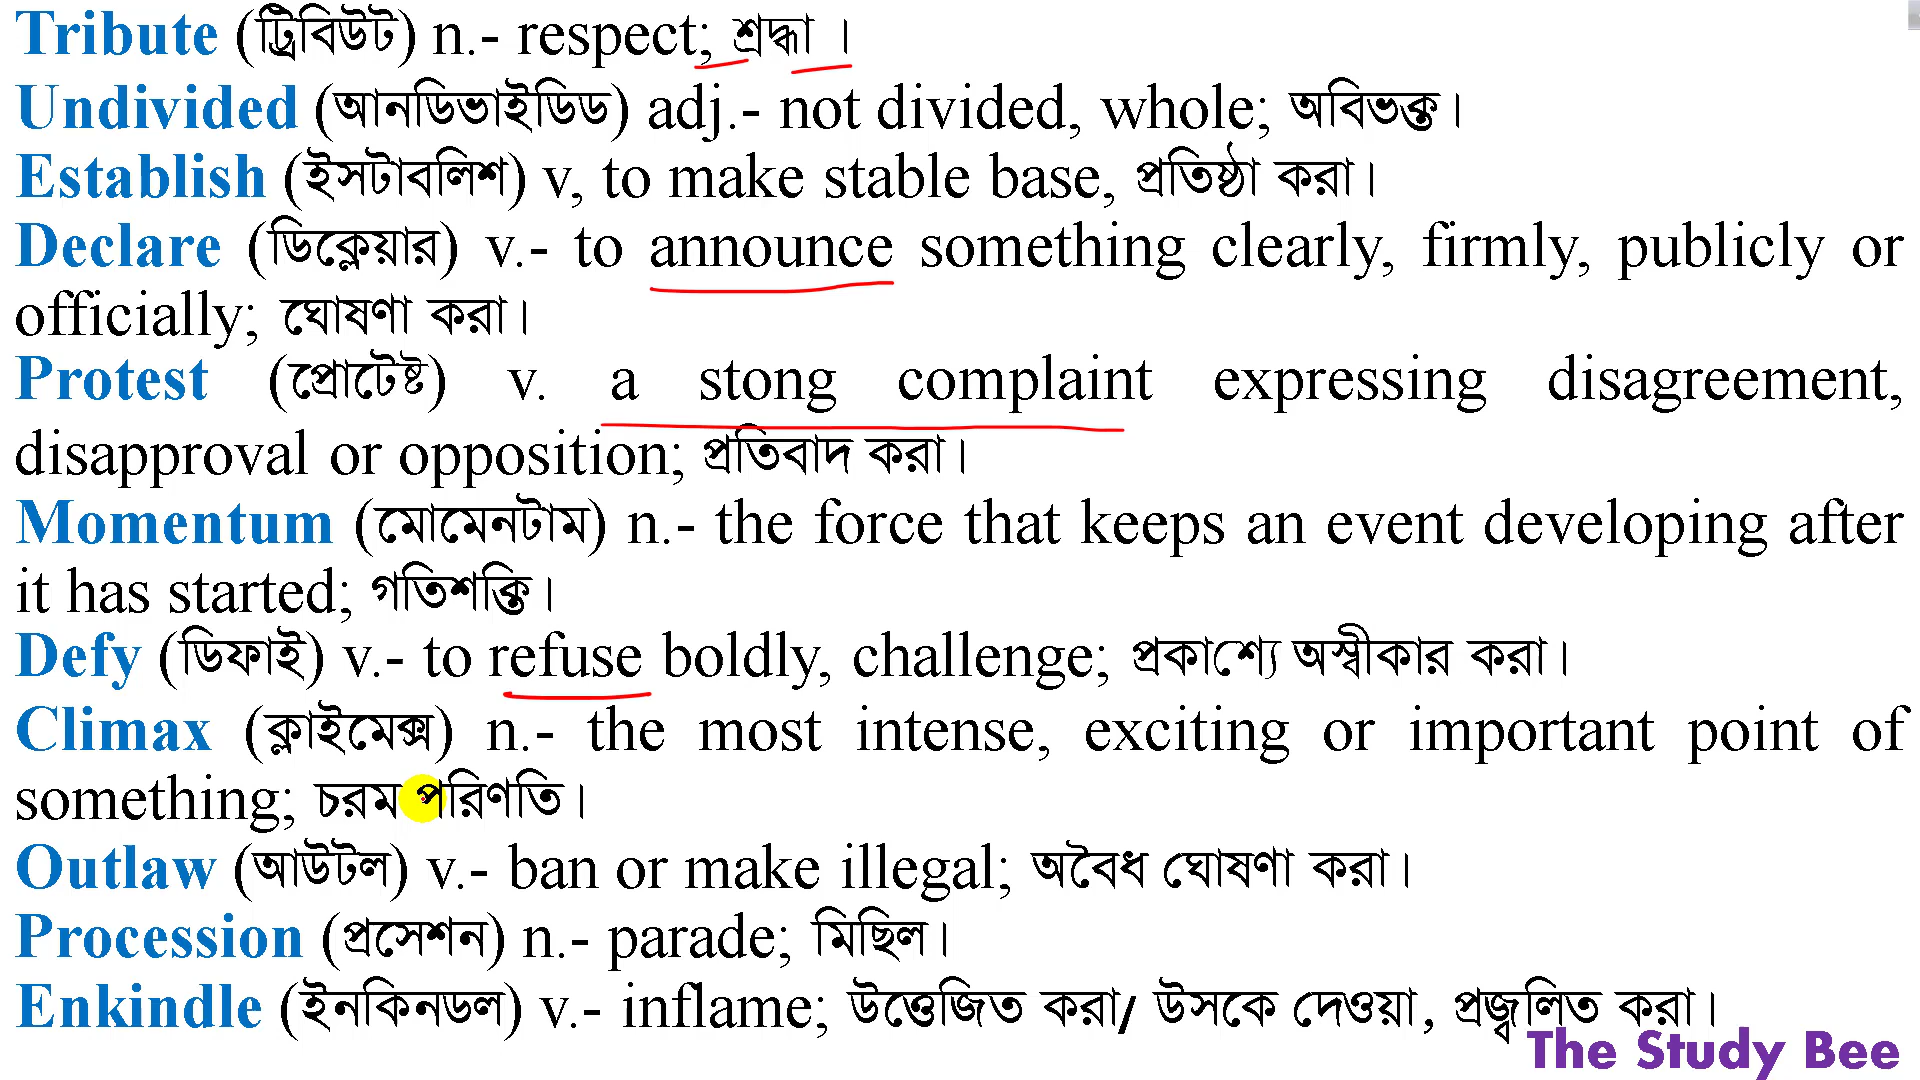 Tribute (ট্রিবিউট) n.- respect; শ্রদ্ধা ।
Undivided (আনডিভাইডিড) adj.- not divided, whole; অবিভক্ত।
Establish (ইসটাবলিশ) v, to make stable base, প্রতিষ্ঠা করা।
Declare (ডিক্লেয়ার) v.- to announce something clearly, firmly, publicly or
officially; ঘোষণা করা।
Protest (প্রোটেষ্ট) v. a stong complaint expressing disagreement,
disapproval or opposition; প্রতিবাদ করা।
Momentum (মোমেনটাম) n.- the force that keeps an event developing after
it has started; গতিশক্তি।
Defy (ডিফাই) v.- to refuse boldly, challenge; প্রকাশ্যে অস্বীকার করা।
Climax (ক্লাইমেক্স) n.- the most intense, exciting or important point of
something; চরম পরিণতি।
Outlaw (আউটল) v.- ban or make illegal; অবৈধ ঘোষণা করা।
Procession (প্রসেশন) n.- parade; মিছিল।
Enkindle (ইনকিনডল) v.- inflame; উত্তেজিত করা/ উসকে দেওয়া, প্রজ্বলিত করা।
The Study Bee